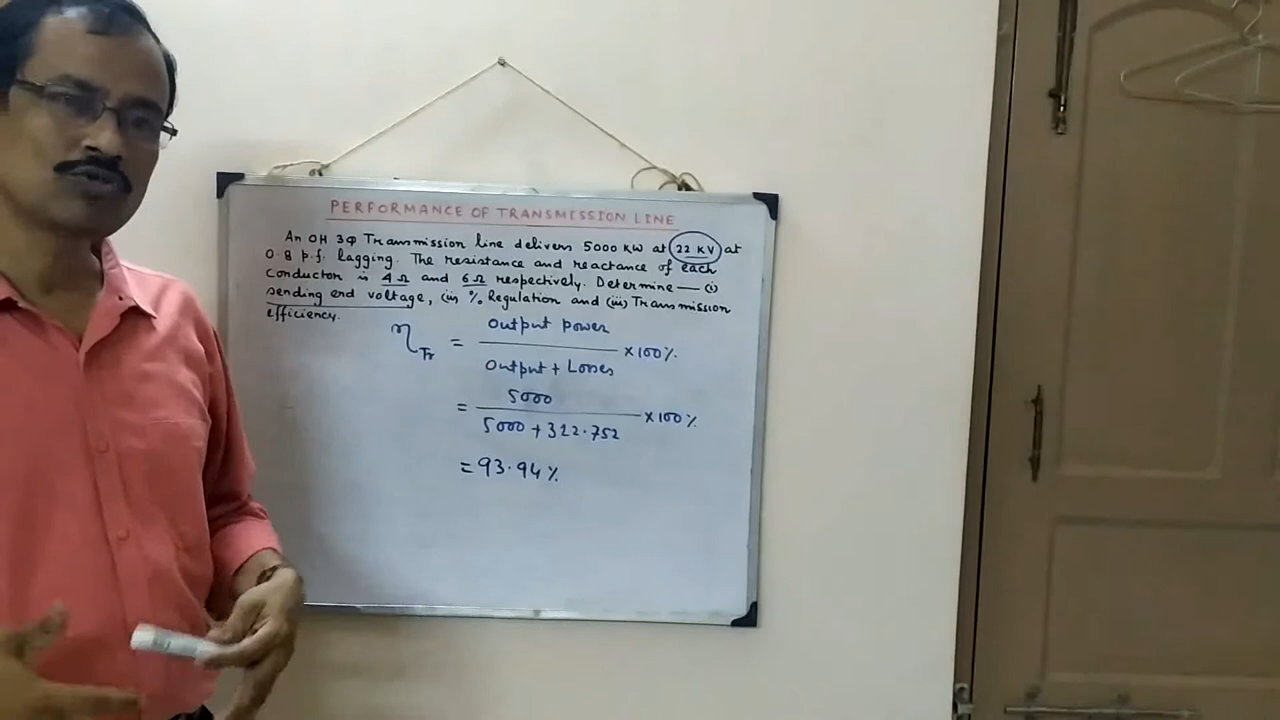 PERFORMANCE OF TRANSMISSION LINE
An OH 3φ Transmission line delivers 5000 KW at 22 KV at
0.8 p.f. lagging. The resistance and reactance of each
conductor is 4Ω and 6Ω respectively. Determine — (i)
sending end voltage, (ii) % Regulation and (iii) Transmission
efficiency.
η_Tr = Output power / Output + Losses × 100%
= 5000 / 5000 + 322.752 × 100%
= 93.94%